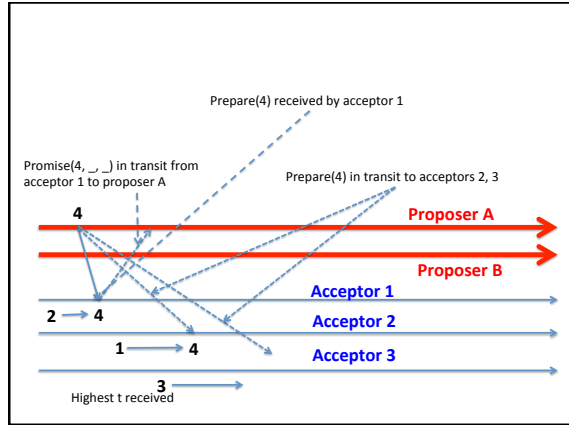 Prepare(4) received by acceptor 1
Promise(4, _, _) in transit from
acceptor 1 to proposer A
Prepare(4) in transit to acceptors 2, 3
4
Proposer A
Proposer B
Acceptor 1
2
4
Acceptor 2
1
4
Acceptor 3
3
Highest t received